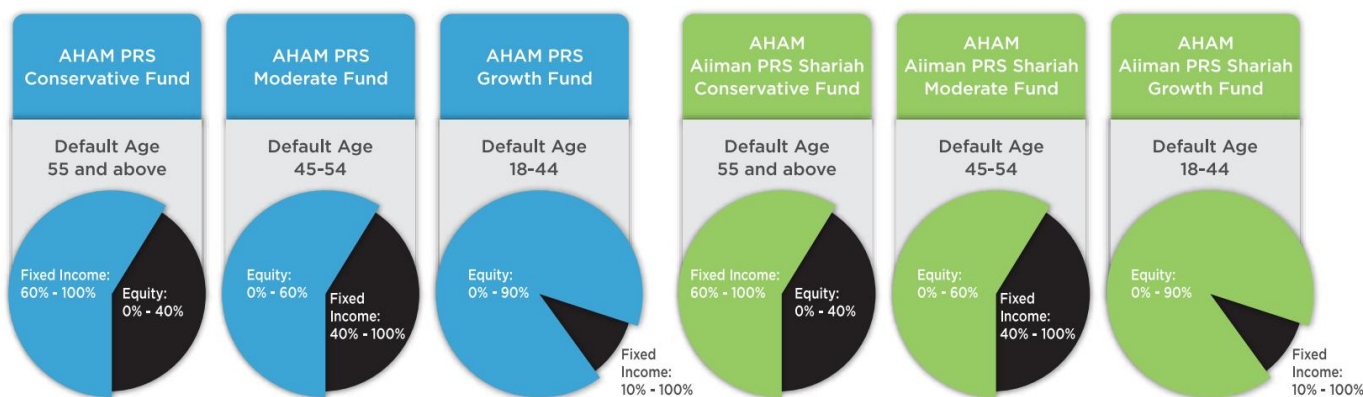 AHAM PRS
Conservative Fund
Default Age
55 and above
Fixed Income:
60% - 100%
Equity:
0% - 40%
AHAM PRS
Moderate Fund
Default Age
45-54
Equity:
0% - 60%
Fixed
Income:
40% - 100%
AHAM PRS
Growth Fund
Default Age
18-44
Equity:
0% - 90%
Fixed
Income:
10% - 100%
AHAM
Aiiman PRS Shariah
Conservative Fund
Default Age
55 and above
Fixed Income:
60% - 100%
Equity:
0% - 40%
AHAM
Aiiman PRS Shariah
Moderate Fund
Default Age
45-54
Equity:
0% - 60%
Fixed
Income:
40% - 100%
AHAM
Aiiman PRS Shariah
Growth Fund
Default Age
18-44
Equity:
0% - 90%
Fixed
Income:
10% - 100%